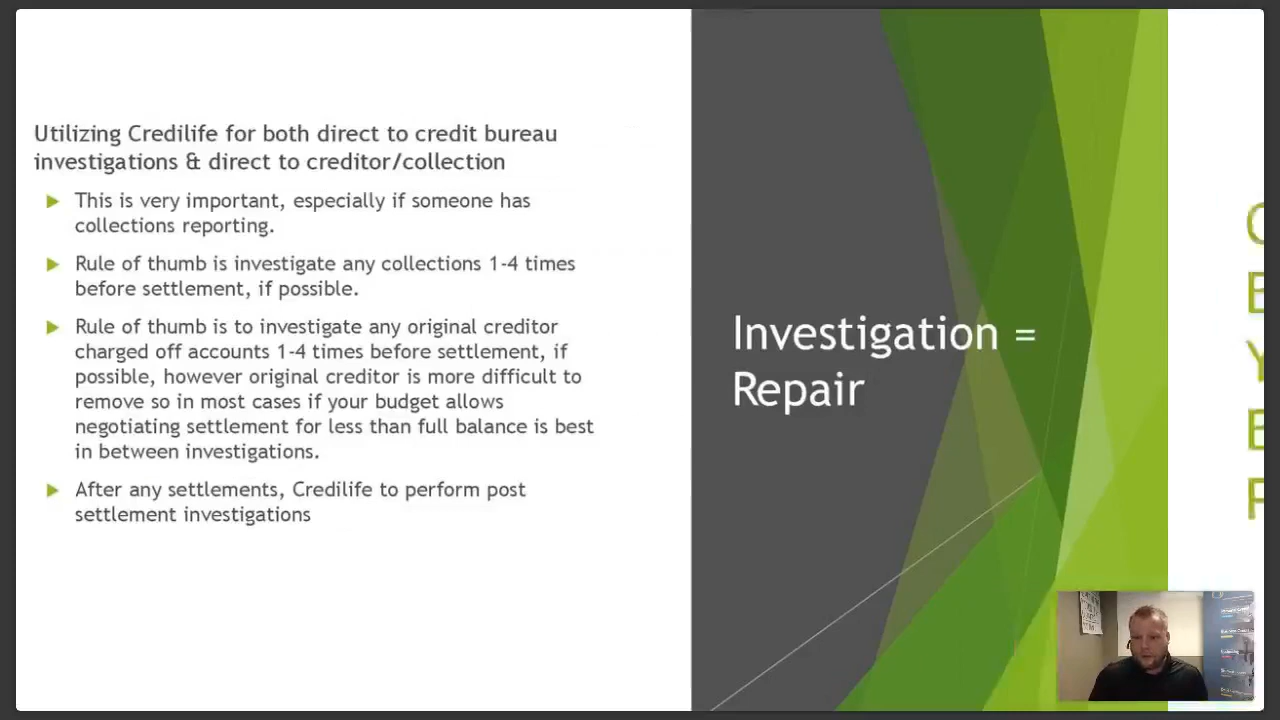 Utilizing Credilife for both direct to credit bureau
investigations & direct to creditor/collection
This is very important, especially if someone has
collections reporting.
Rule of thumb is investigate any collections 1-4 times
before settlement, if possible.
Rule of thumb is to investigate any original creditor
charged off accounts 1-4 times before settlement, if
possible, however original creditor is more difficult to
remove so in most cases if your budget allows
negotiating settlement for less than full balance is best
in between investigations.
After any settlements, Credilife to perform post
settlement investigations
Investigation =
Repair